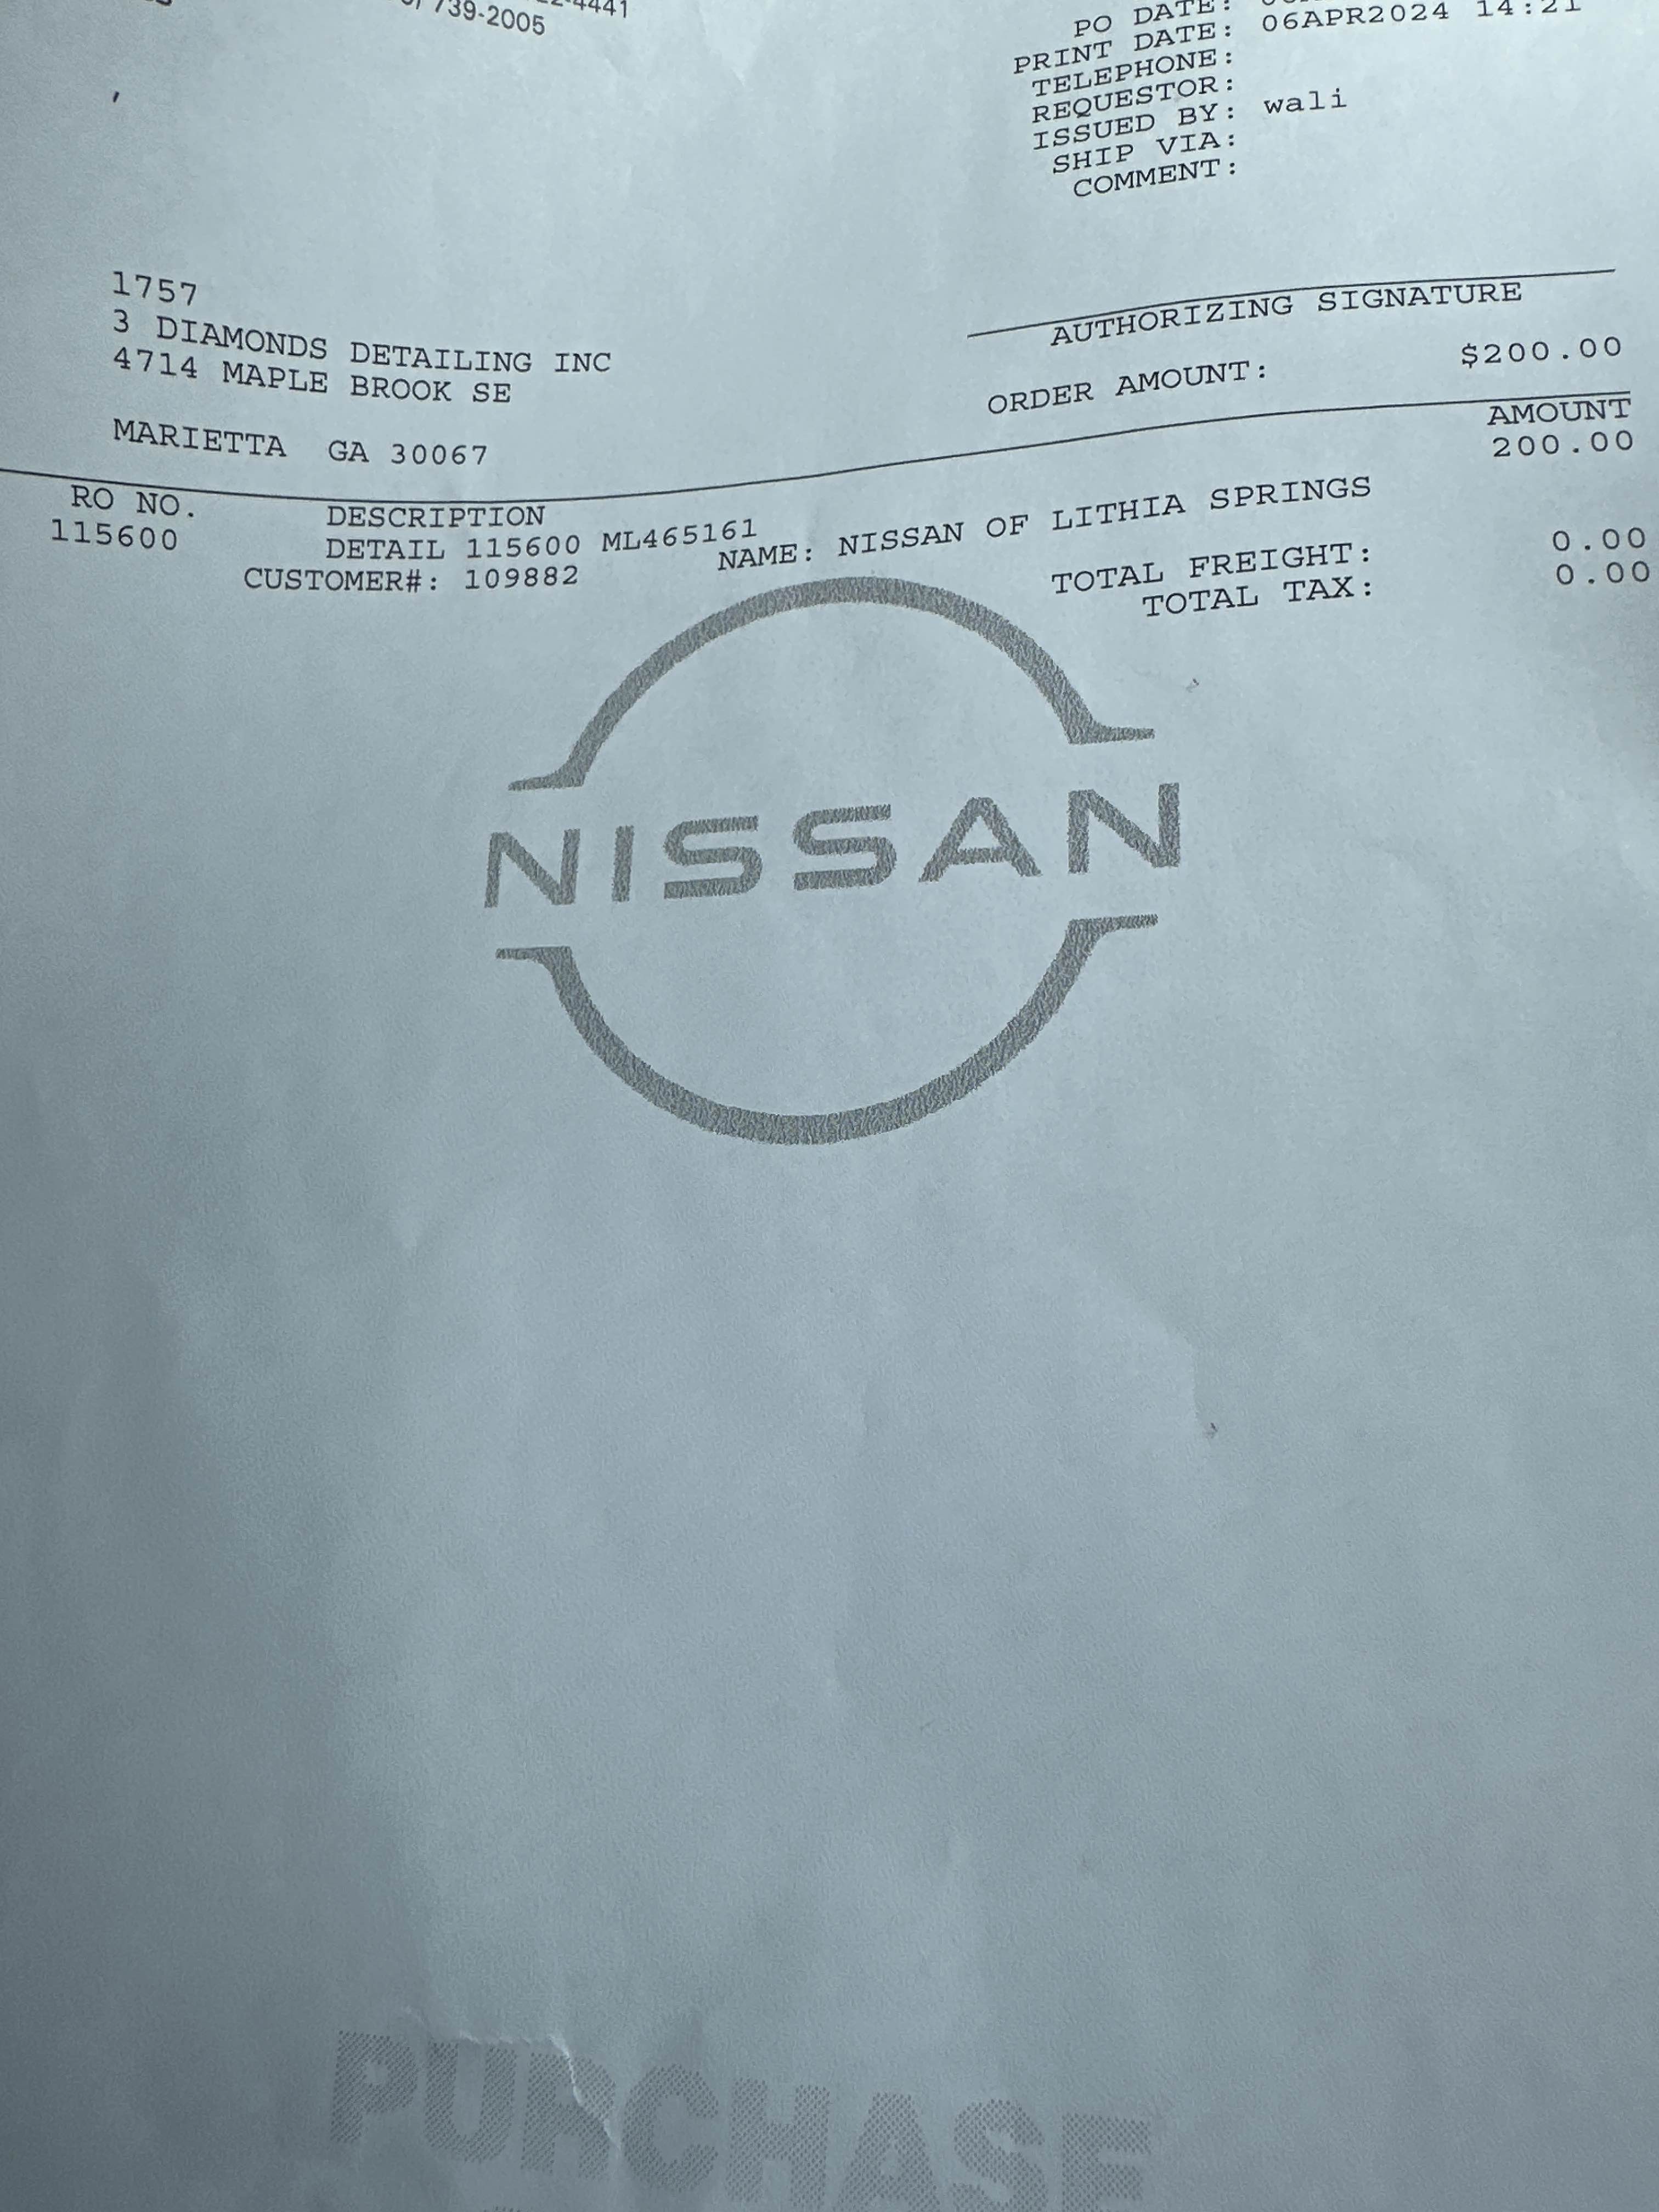 739-2005
PO DATE:
PRINT DATE: 06APR2024 14:21
TELEPHONE:
REQUESTOR:
ISSUED BY: wali
SHIP VIA:
COMMENT:
1757
3 DIAMONDS DETAILING INC
4714 MAPLE BROOK SE
MARIETTA GA 30067
AUTHORIZING SIGNATURE
ORDER AMOUNT: $200.00
RO NO. DESCRIPTION AMOUNT
115600 DETAIL 115600 ML465161 200.00
CUSTOMER#: 109882 NAME: NISSAN OF LITHIA SPRINGS
TOTAL FREIGHT: 0.00
TOTAL TAX: 0.00
NISSAN
PURCHASE